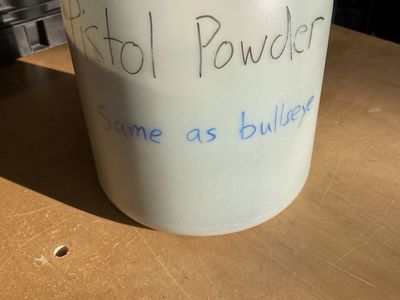 Pistol Powder
Same as bullseye